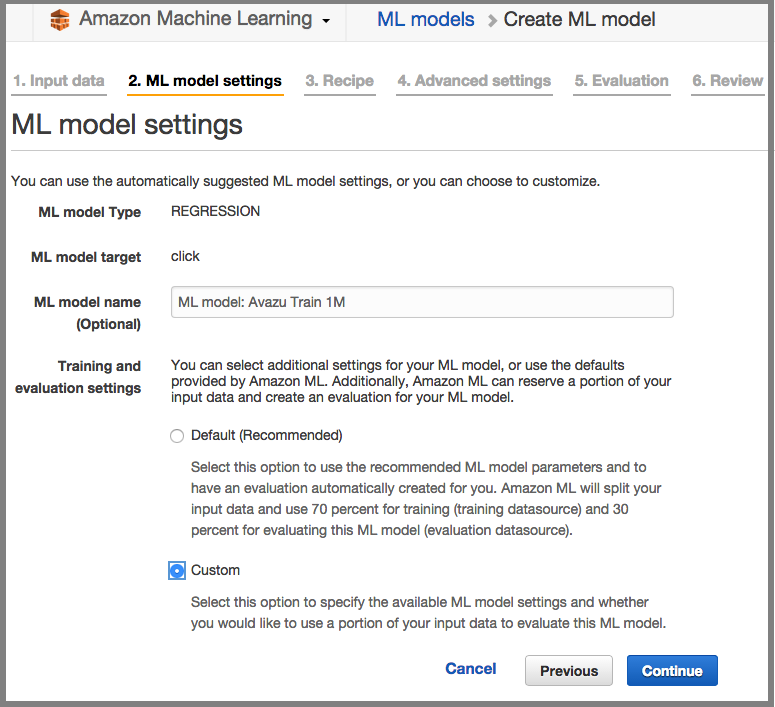 Amazon Machine Learning ML models > Create ML model
1. Input data 2. ML model settings 3. Recipe 4. Advanced settings 5. Evaluation 6. Review
ML model settings
You can use the automatically suggested ML model settings, or you can choose to customize.
ML model Type REGRESSION
ML model target click
ML model name ML model: Avazu Train 1M
(Optional)
Training and
evaluation settings
You can select additional settings for your ML model, or use the defaults
provided by Amazon ML. Additionally, Amazon ML can reserve a portion of your
input data and create an evaluation for your ML model.
Default (Recommended)
Select this option to use the recommended ML model parameters and to
have an evaluation automatically created for you. Amazon ML will split your
input data and use 70 percent for training (training datasource) and 30
percent for evaluating this ML model (evaluation datasource).
Custom
Select this option to specify the available ML model settings and whether
you would like to use a portion of your input data to evaluate this ML model.
Cancel Previous Continue